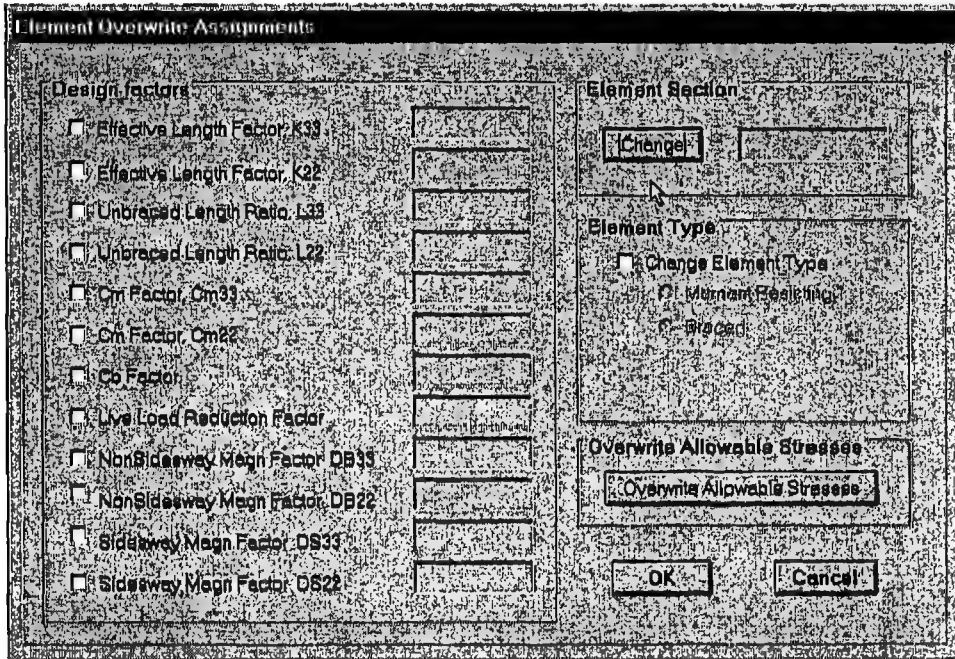 Element Overwrite Assignments
Design factors
Effective Length Factor, K33
Effective Length Factor, K22
Unbraced Length Ratio, L33
Unbraced Length Ratio, L22
Cm Factor, Cm33
Cm Factor, Cm22
Cb Factor
Live Load Reduction Factor
NonSidesway Magn Factor, DB33
NonSidesway Magn Factor, DB22
Sidesway Magn Factor, DS33
Sidesway Magn Factor, DS22
Element Section
Change
Element Type
Change Element Type
Moment Resisting
Braced
Overwrite Allowable Stresses
Overwrite Allowable Stresses
OK
Cancel